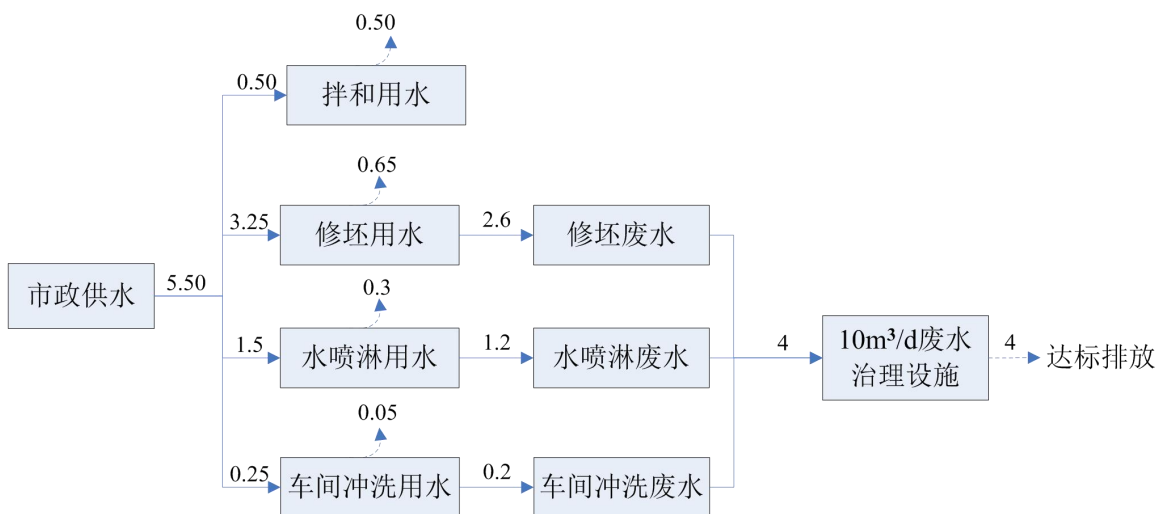 0.50
0.50
拌和用水
0.65
3.25
修坯用水
2.6
修坯废水
市政供水
5.50
0.3
1.5
水喷淋用水
1.2
水喷淋废水
4
10m³/d废水
治理设施
4
达标排放
0.05
0.25
车间冲洗用水
0.2
车间冲洗废水